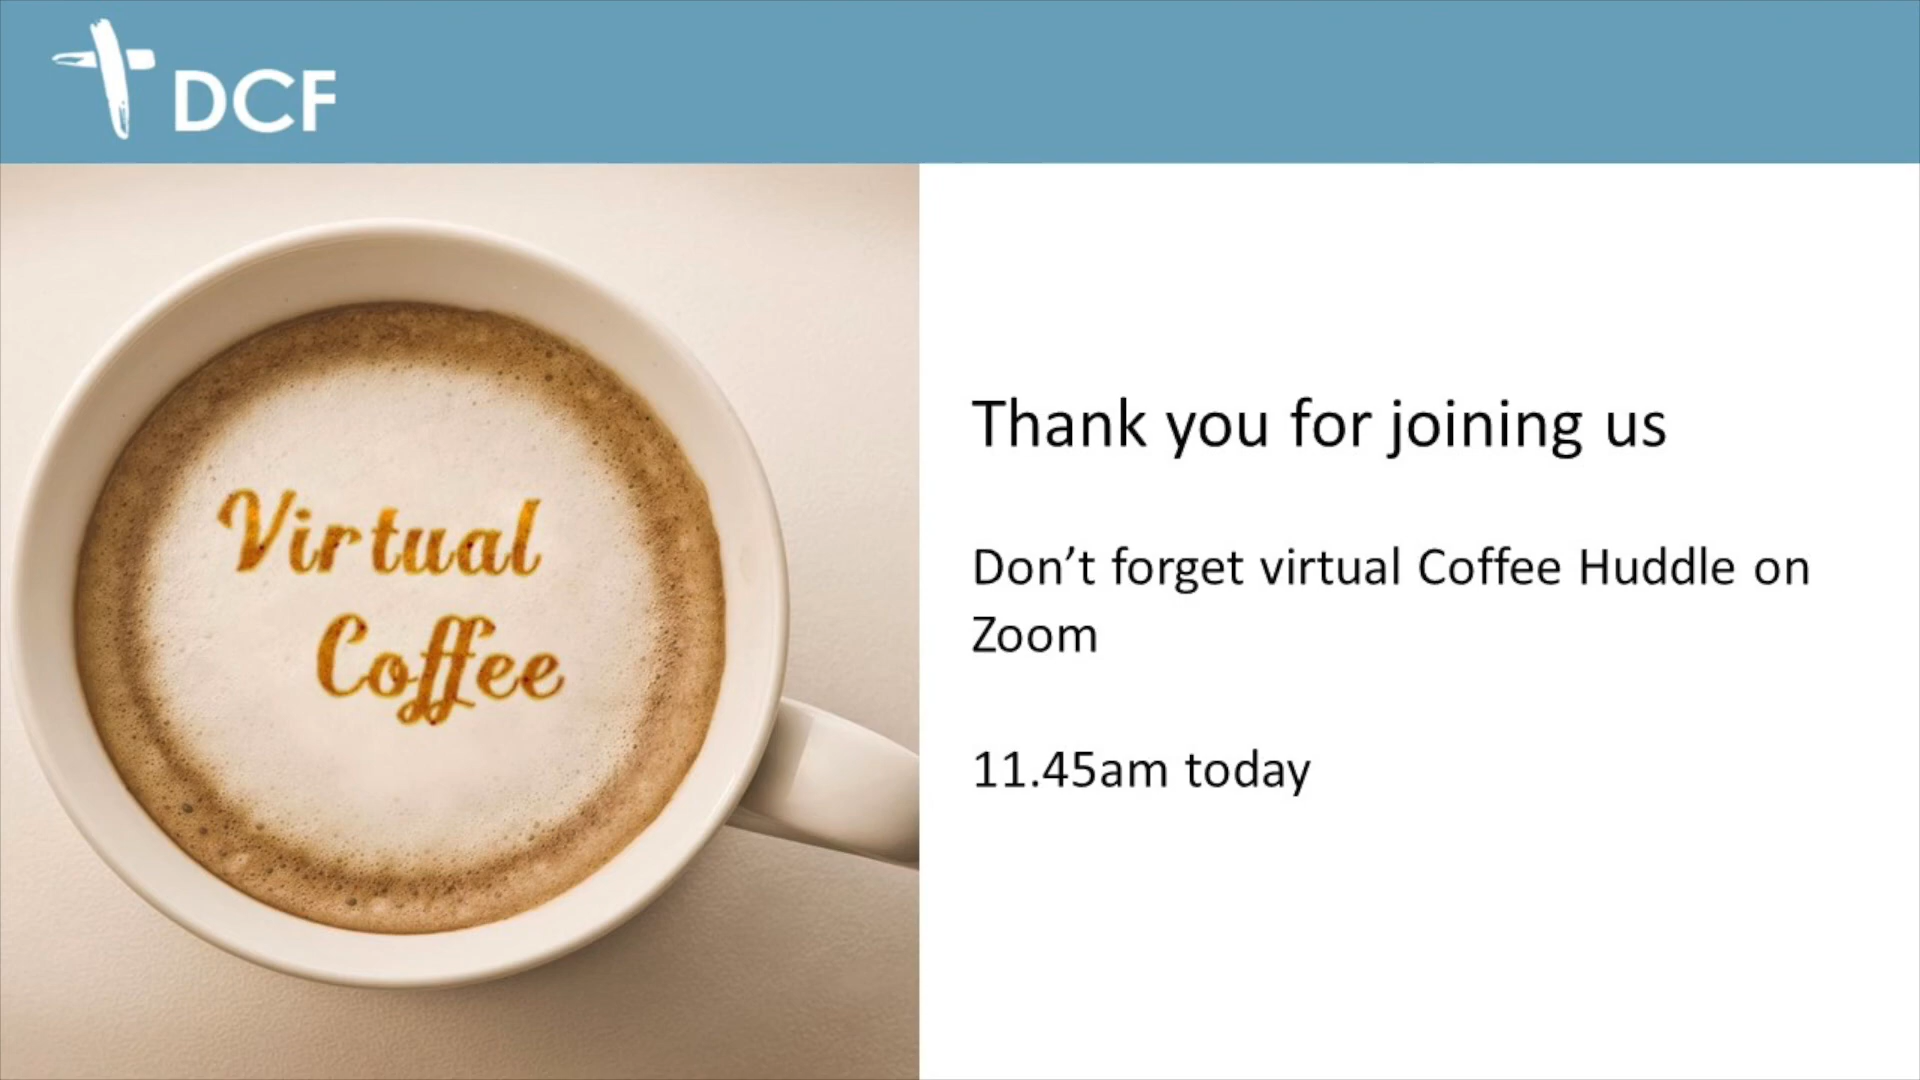 DCF
Virtual
Coffee
Thank you for joining us
Don’t forget virtual Coffee Huddle on
Zoom
11.45am today